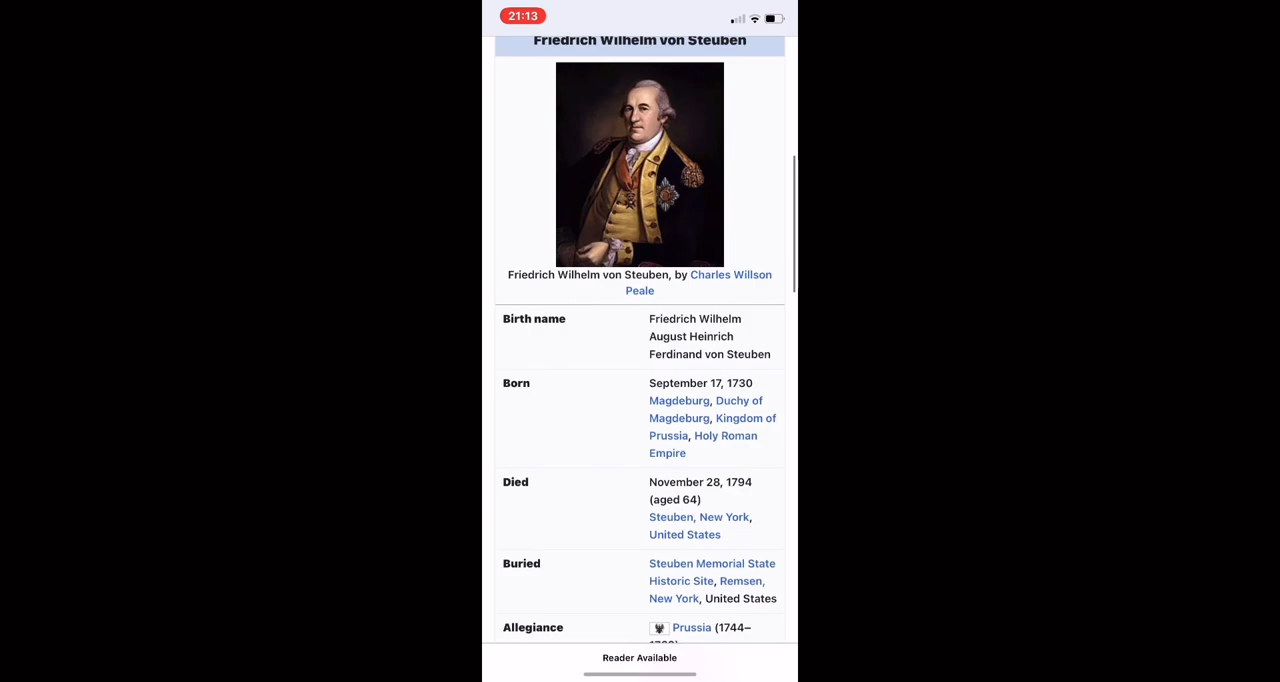 21:13
Friedrich Wilhelm von Steuben
Friedrich Wilhelm von Steuben, by Charles Willson
Peale
Birth name
Friedrich Wilhelm
August Heinrich
Ferdinand von Steuben
Born
September 17, 1730
Magdeburg, Duchy of
Magdeburg, Kingdom of
Prussia, Holy Roman
Empire
Died
November 28, 1794
(aged 64)
Steuben, New York,
United States
Buried
Steuben Memorial State
Historic Site, Remsen,
New York, United States
Allegiance
Prussia (1744–
Reader Available